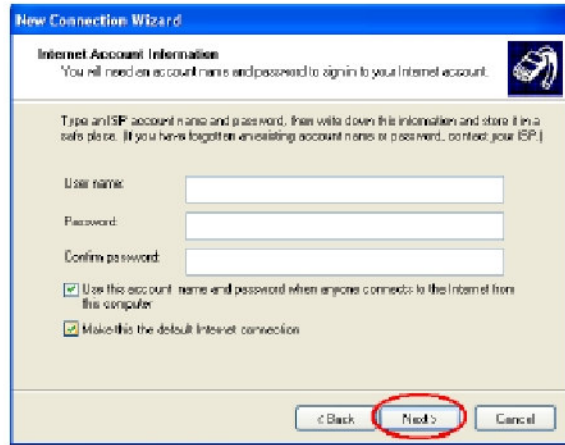 New Connection Wizard
Internet Account Information
You will need an account name and password to sign in to your Internet account.
Type an ISP account name and password, then write down this information and store it in a
safe place. (If you have forgotten an existing account name or password, contact your ISP.)
User name:
Password:
Confirm password:
Use this account name and password when anyone connects to the Internet from
this computer
Make this the default Internet connection
< Back
Next >
Cancel